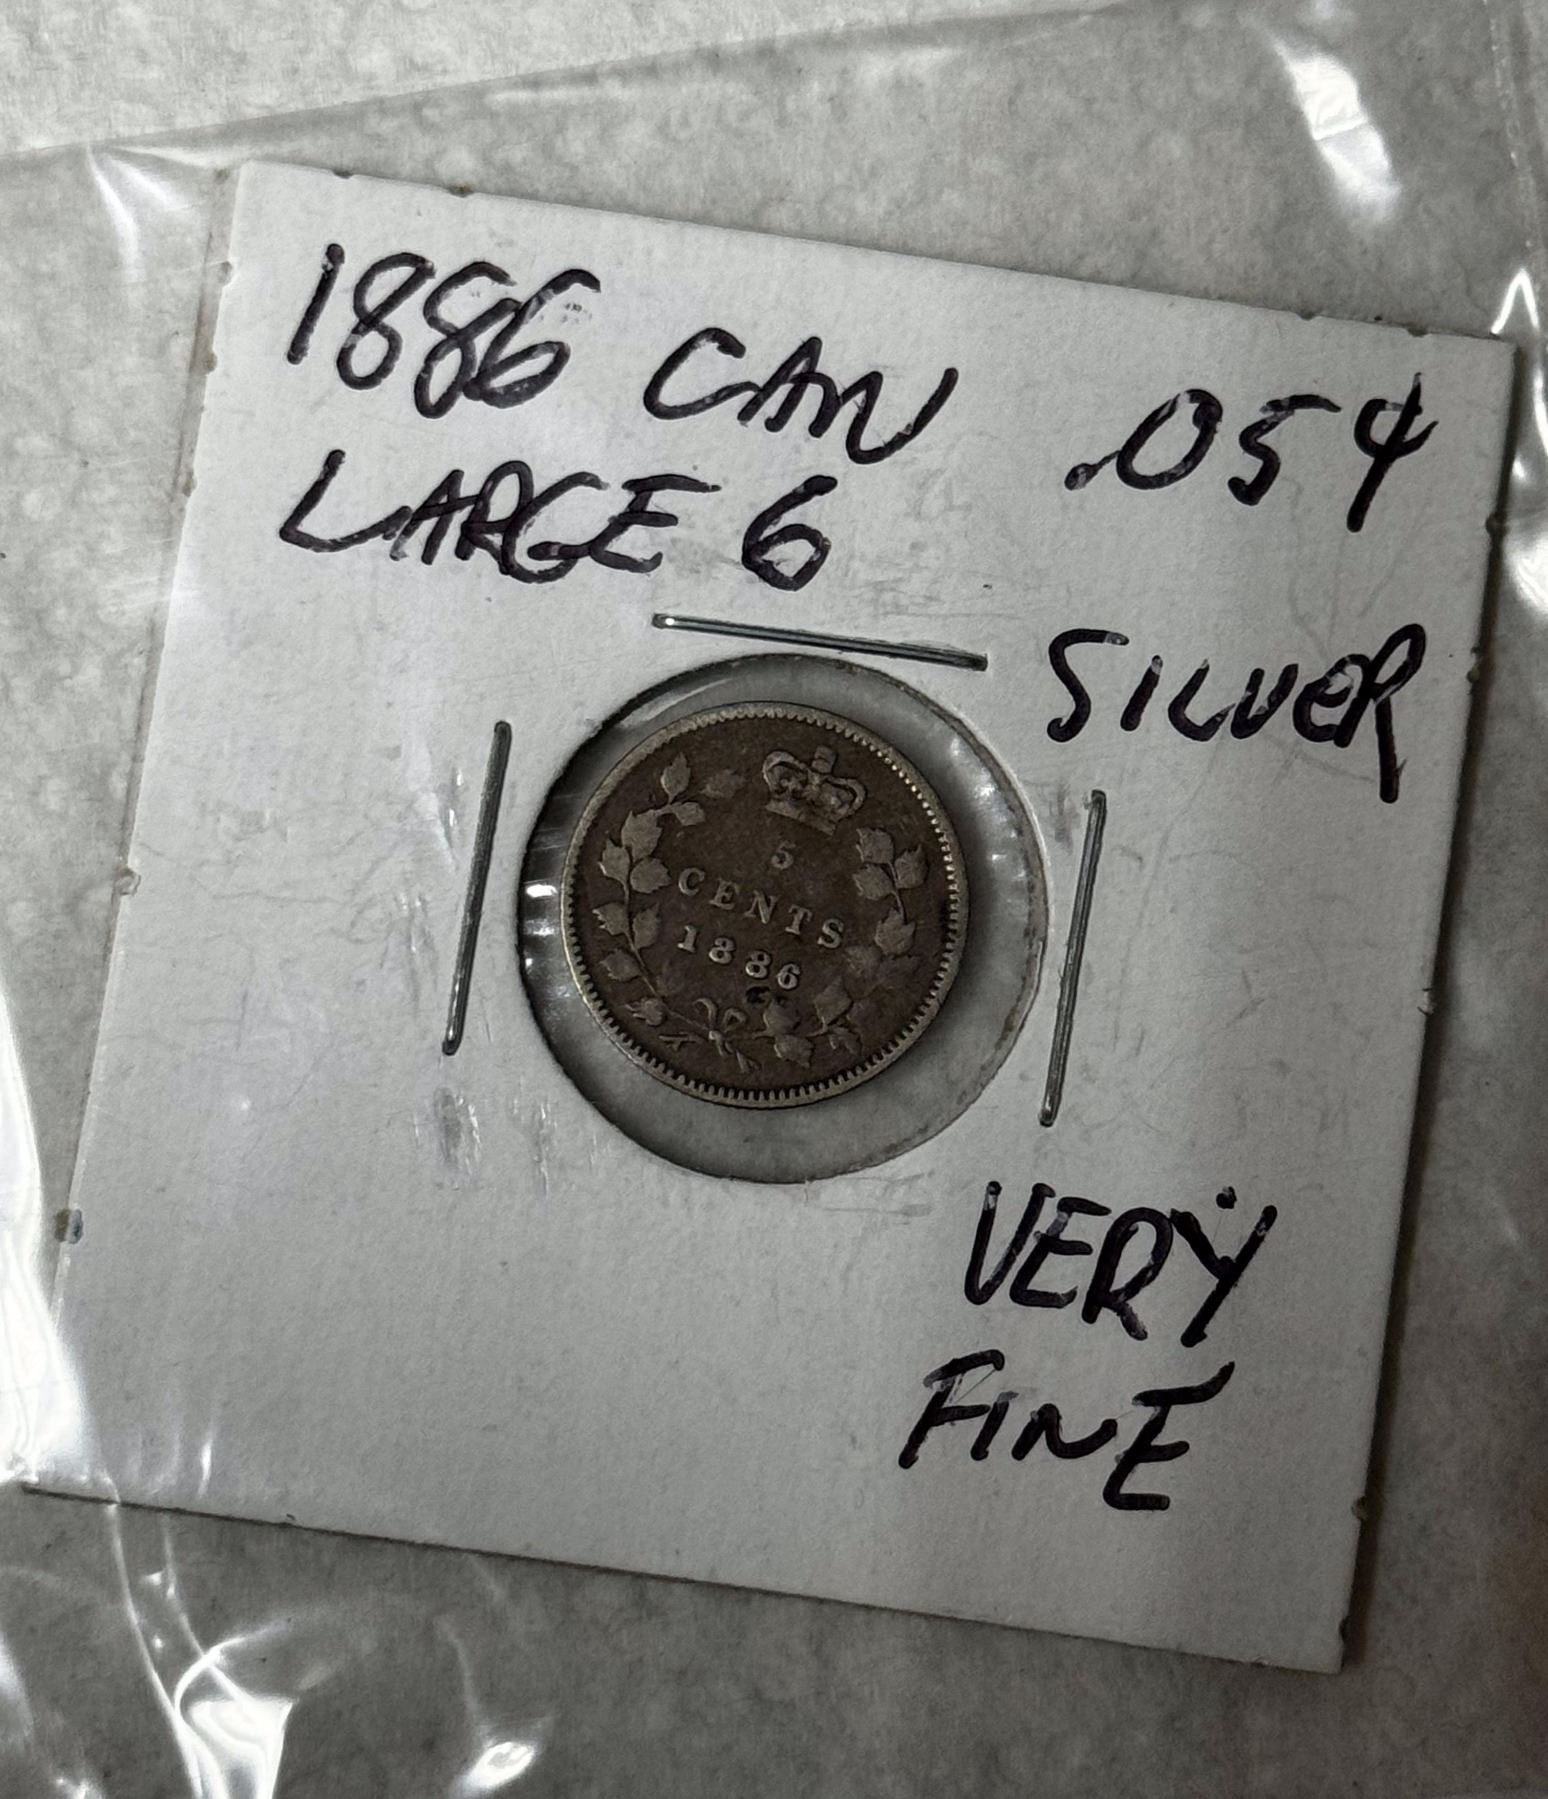 1886 CAN .05¢
LARGE 6
SILVER
5
CENTS
1886
VERY
FINE